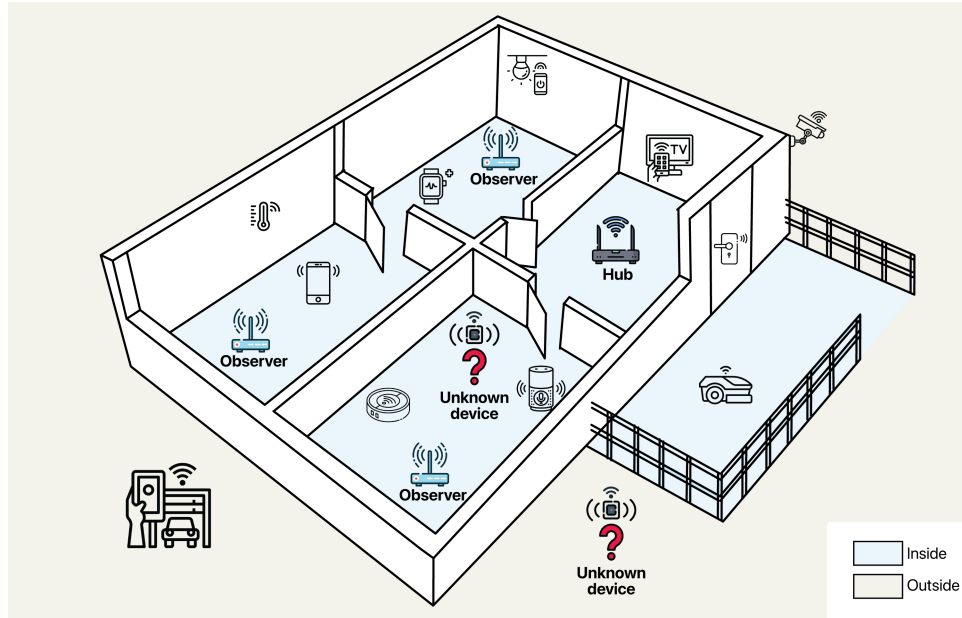 TV
Observer
Hub
Observer
Unknown
device
Observer
Unknown
device
Inside
Outside